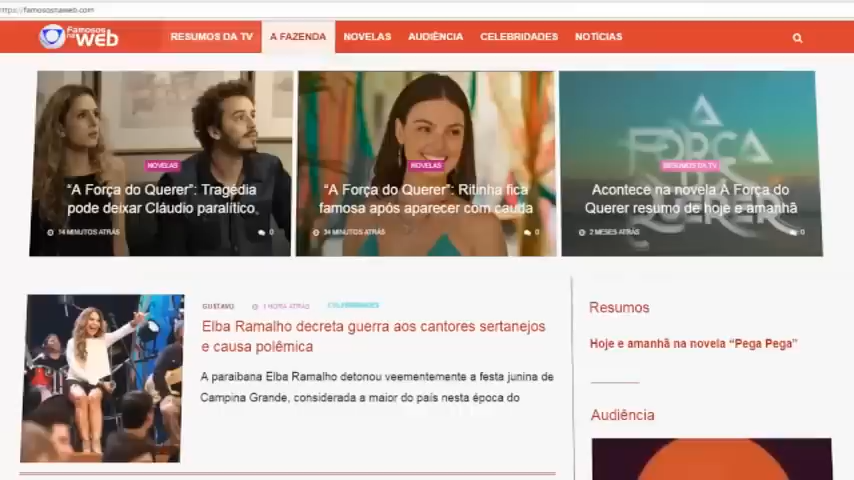 https://famososnaweb.com
Famosos
na WEB
RESUMOS DA TV
A FAZENDA
NOVELAS
AUDIÊNCIA
CELEBRIDADES
NOTÍCIAS
NOVELAS
“A Força do Querer”: Tragédia
pode deixar Cláudio paralítico
14 MINUTOS ATRÁS
0
NOVELAS
“A Força do Querer”: Ritinha fica
famosa após aparecer com cauda
34 MINUTOS ATRÁS
0
A
FORÇA
DO
QUERER
RESUMOS DA TV
Acontece na novela A Força do
Querer resumo de hoje e amanhã
2 MESES ATRÁS
0
GUSTAVO
1 HORA ATRÁS
CELEBRIDADES
Elba Ramalho decreta guerra aos cantores sertanejos
e causa polêmica
A paraibana Elba Ramalho detonou veementemente a festa junina de
Campina Grande, considerada a maior do país nesta época do
Resumos
Hoje e amanhã na novela “Pega Pega”
Audiência